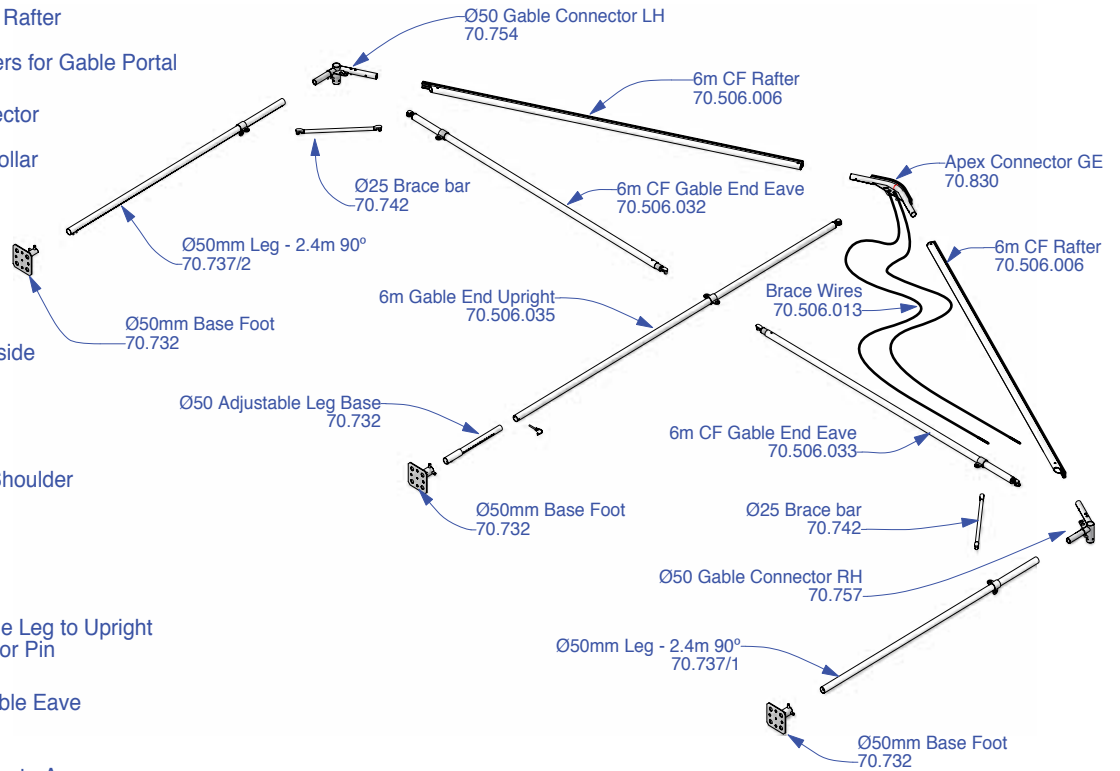 Rafter
ers for Gable Portal
ector
ollar
side
Shoulder
e Leg to Upright
or Pin
ble Eave
Ø50 Gable Connector LH
70.754
6m CF Rafter
70.506.006
Apex Connector GE
70.830
Ø25 Brace bar
70.742
6m CF Gable End Eave
70.506.032
Ø50mm Leg - 2.4m 90º
70.737/2
6m CF Rafter
70.506.006
6m Gable End Upright
70.506.035
Brace Wires
70.506.013
Ø50mm Base Foot
70.732
Ø50 Adjustable Leg Base
70.732
6m CF Gable End Eave
70.506.033
Ø50mm Base Foot
70.732
Ø25 Brace bar
70.742
Ø50 Gable Connector RH
70.757
Ø50mm Leg - 2.4m 90º
70.737/1
Ø50mm Base Foot
70.732